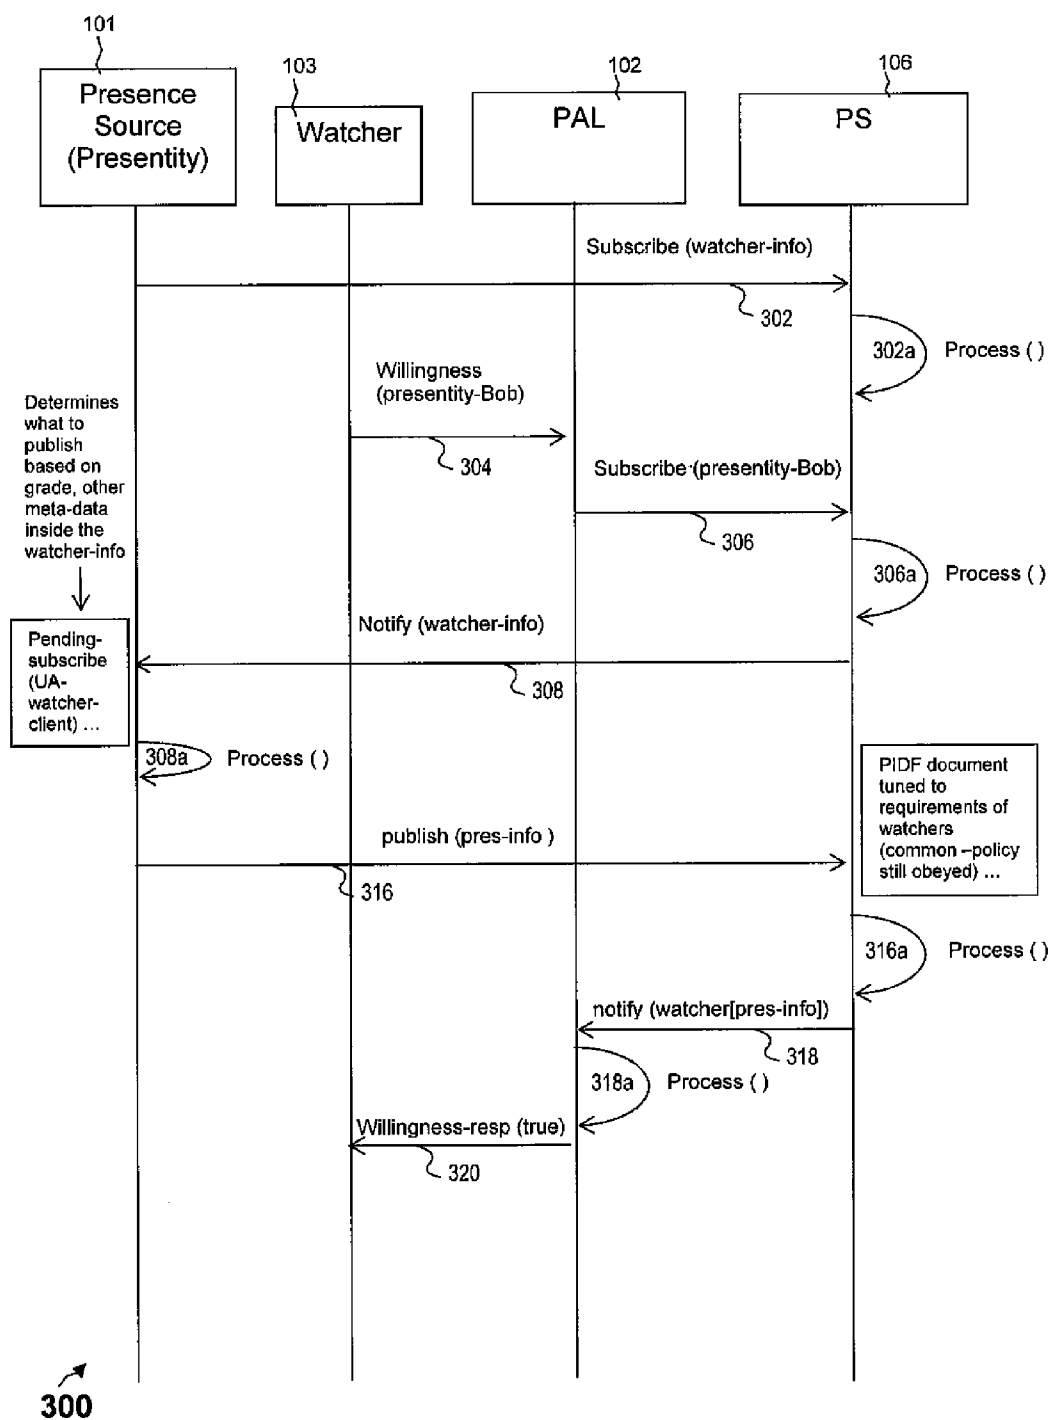 101
103
102
106
Presence
Source
(Presentity)
Watcher
PAL
PS
Subscribe (watcher-info)
302
302a
Process ( )
Willingness
(presentity-Bob)
304
Determines
what to
publish
based on
grade, other
meta-data
inside the
watcher-info
Subscribe (presentity-Bob)
306
306a
Process ( )
Notify (watcher-info)
308
Pending-
subscribe
(UA-
watcher-
client) ...
308a
Process ( )
PIDF document
tuned to
requirements of
watchers
(common –policy
still obeyed) ...
publish (pres-info )
316
316a
Process ( )
notify (watcher[pres-info])
318
318a
Process ( )
Willingness-resp (true)
320
300